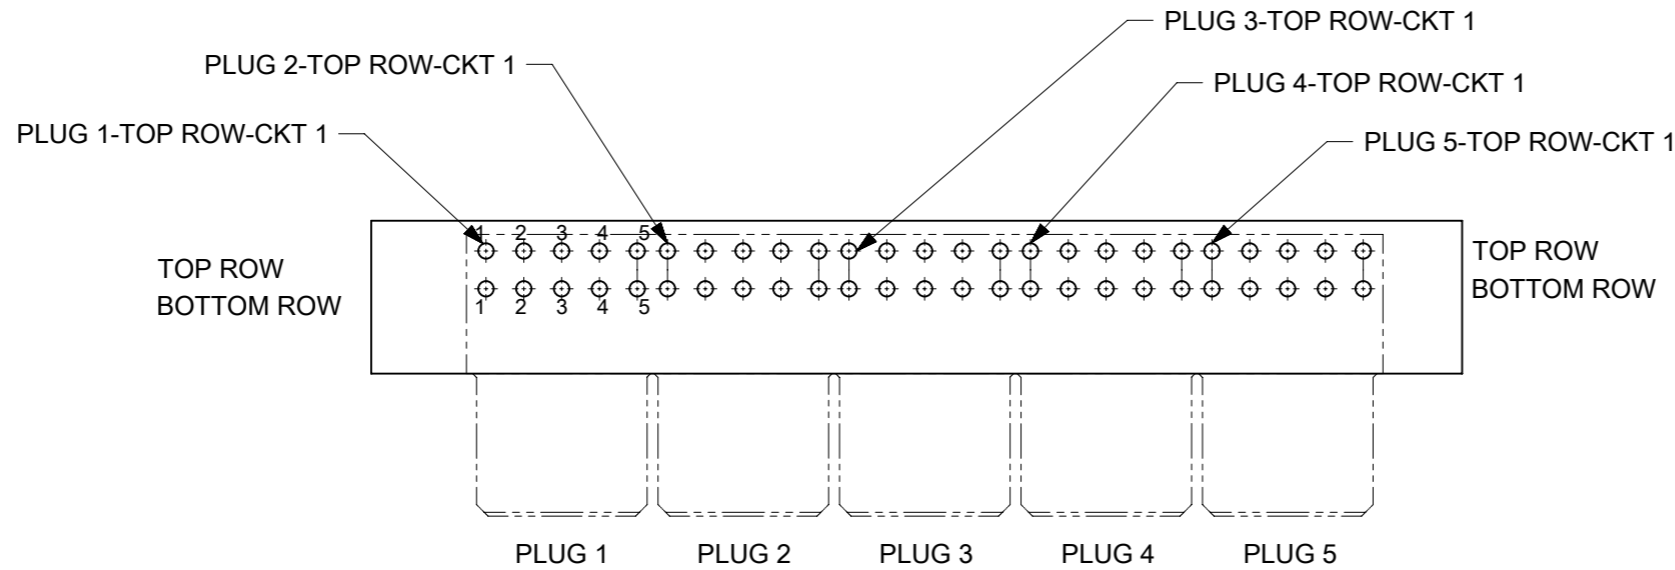 PLUG 3-TOP ROW-CKT 1
PLUG 2-TOP ROW-CKT 1
PLUG 4-TOP ROW-CKT 1
PLUG 1-TOP ROW-CKT 1
PLUG 5-TOP ROW-CKT 1
1 2 3 4 5
TOP ROW
BOTTOM ROW
TOP ROW
BOTTOM ROW
1 2 3 4 5
PLUG 1 PLUG 2 PLUG 3 PLUG 4 PLUG 5